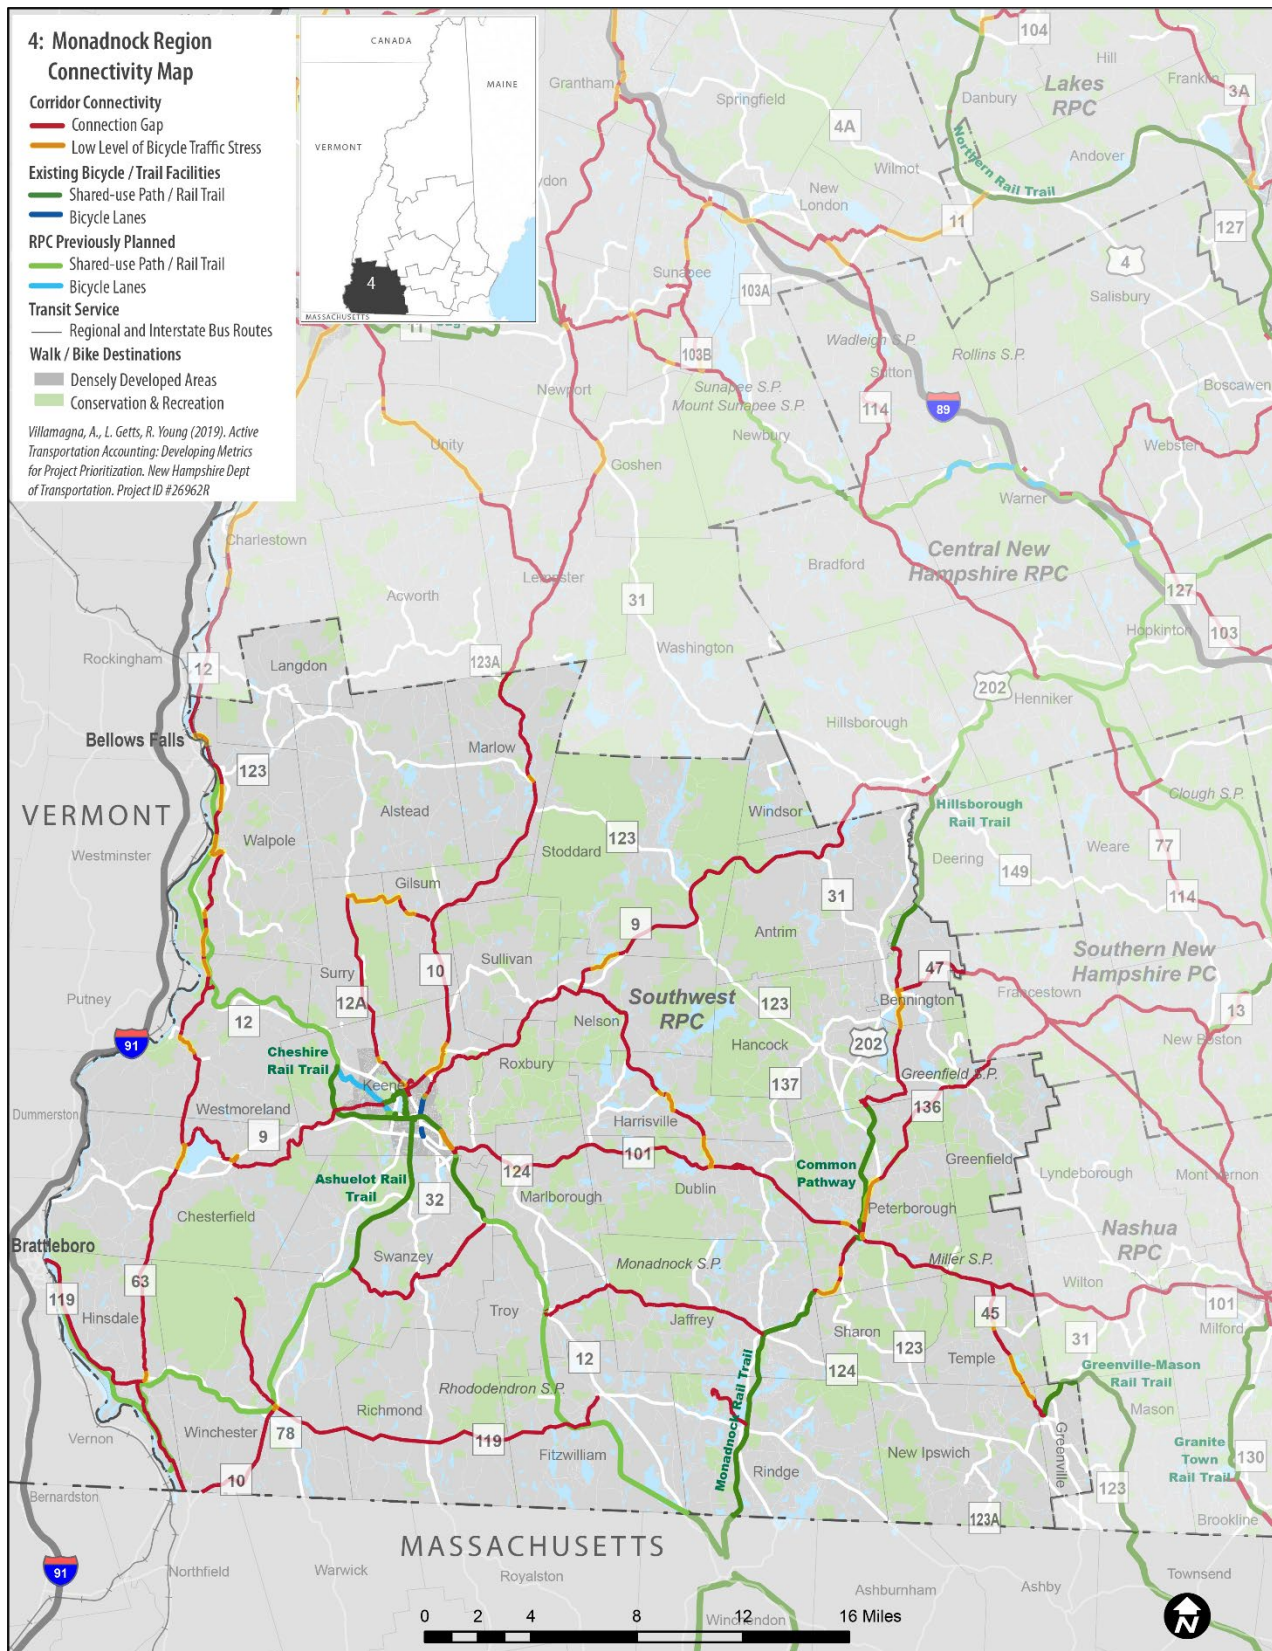 4: Monadnock Region
Connectivity Map
Corridor Connectivity
Connection Gap
Low Level of Bicycle Traffic Stress
Existing Bicycle / Trail Facilities
Shared-use Path / Rail Trail
Bicycle Lanes
RPC Previously Planned
Shared-use Path / Rail Trail
Bicycle Lanes
Transit Service
Regional and Interstate Bus Routes
Walk / Bike Destinations
Densely Developed Areas
Conservation & Recreation
Villamagna, A., L. Getts, R. Young (2019). Active
Transportation Accounting: Developing Metrics
for Project Prioritization. New Hampshire Dept
of Transportation. Project ID #26962R
CANADA
MAINE
VERMONT
4
MASSACHUSETTS
104
Hill
Grantham
Lakes
RPC
Franklin
3A
Springfield
Danbury
4A
Northern Rail Trail
Andover
Wilmot
New
London
11
127
4
Sunapee
103A
Salisbury
11
Wadleigh S.P.
Rollins S.P.
103B
Sutton
Newport
Sunapee S.P.
Mount Sunapee S.P.
Boscawen
114
89
Unity
Newbury
Webster
Goshen
Warner
Charlestown
Central New
Hampshire RPC
Bradford
Lempster
Acworth
31
127
Hopkinton
103
Washington
Rockingham
12
Langdon
123A
202
Henniker
Hillsborough
Bellows Falls
Marlow
123
Clough S.P.
VERMONT
Alstead
Windsor
Hillsborough
Rail Trail
Walpole
123
Stoddard
Weare
77
Westminster
Deering
149
Gilsum
31
114
9
Antrim
Sullivan
Southern New
Hampshire PC
Surry
10
47
12A
Southwest
RPC
123
Francestown
Putney
Bennington
13
12
Nelson
91
Hancock
202
New Boston
Cheshire
Rail Trail
Roxbury
Greenfield S.P.
Keene
137
136
Dummerston
Westmoreland
Harrisville
9
101
Greenfield
124
Common
Pathway
Lyndeborough
Mont Vernon
Ashuelot Rail
Trail
32
Marlborough
Dublin
Peterborough
Chesterfield
Nashua
RPC
Brattleboro
Swanzey
Monadnock S.P.
Miller S.P.
63
Wilton
119
Hinsdale
Troy
Jaffrey
45
101
Milford
Sharon
31
12
123
Temple
124
Greenville-Mason
Rail Trail
Rhododendron S.P.
Monadnock Rail Trail
Richmond
Mason
Winchester
78
Vernon
119
Fitzwilliam
New Ipswich
Greenville
Granite
Town
Rail Trail
130
10
Rindge
123
Bernardston
123A
Brookline
MASSACHUSETTS
91
Northfield
Warwick
Royalston
Townsend
Ashburnham
Ashby
0 2 4 8 12 16 Miles
Winchendon
N